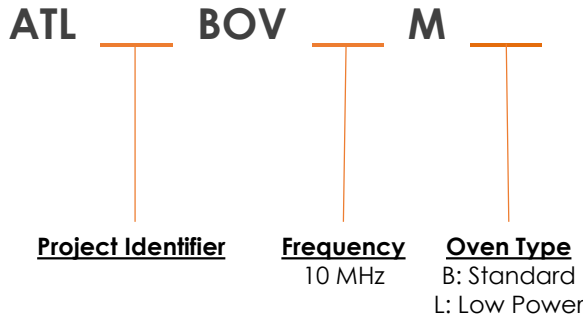 ATL BOV M
Project Identifier Frequency Oven Type
10 MHz B: Standard
L: Low Power